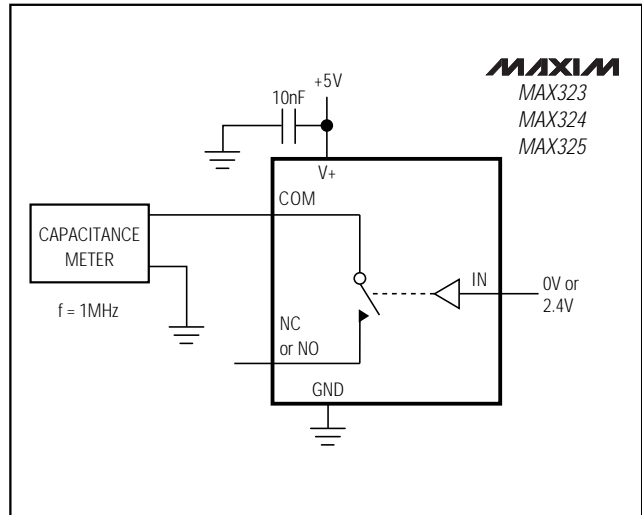 MAXIM
MAX323
MAX324
MAX325
+5V
10nF
V+
COM
CAPACITANCE
METER
f = 1MHz
IN
0V or
2.4V
NC
or NO
GND